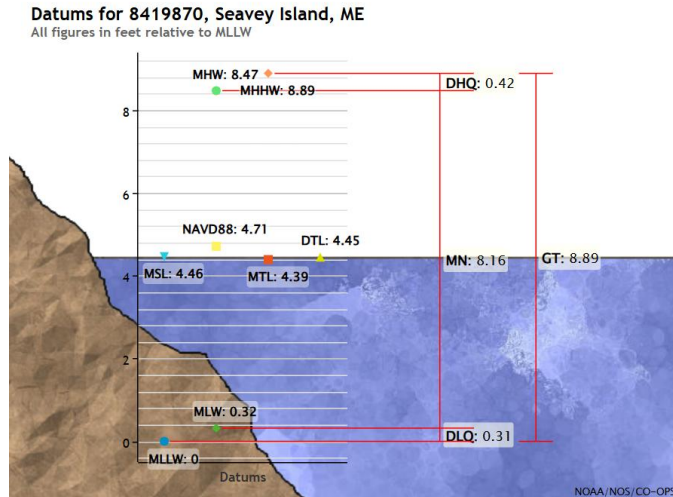 Datums for 8419870, Seavey Island, ME
All figures in feet relative to MLLW
MHW: 8.47
MHHW: 8.89
DHQ: 0.42
8
6
NAVD88: 4.71
DTL: 4.45
MSL: 4.46
MTL: 4.39
MN: 8.16
GT: 8.89
4
2
MLW: 0.32
DLQ: 0.31
0
MLLW: 0
Datums
NOAA/NOS/CO-OPS